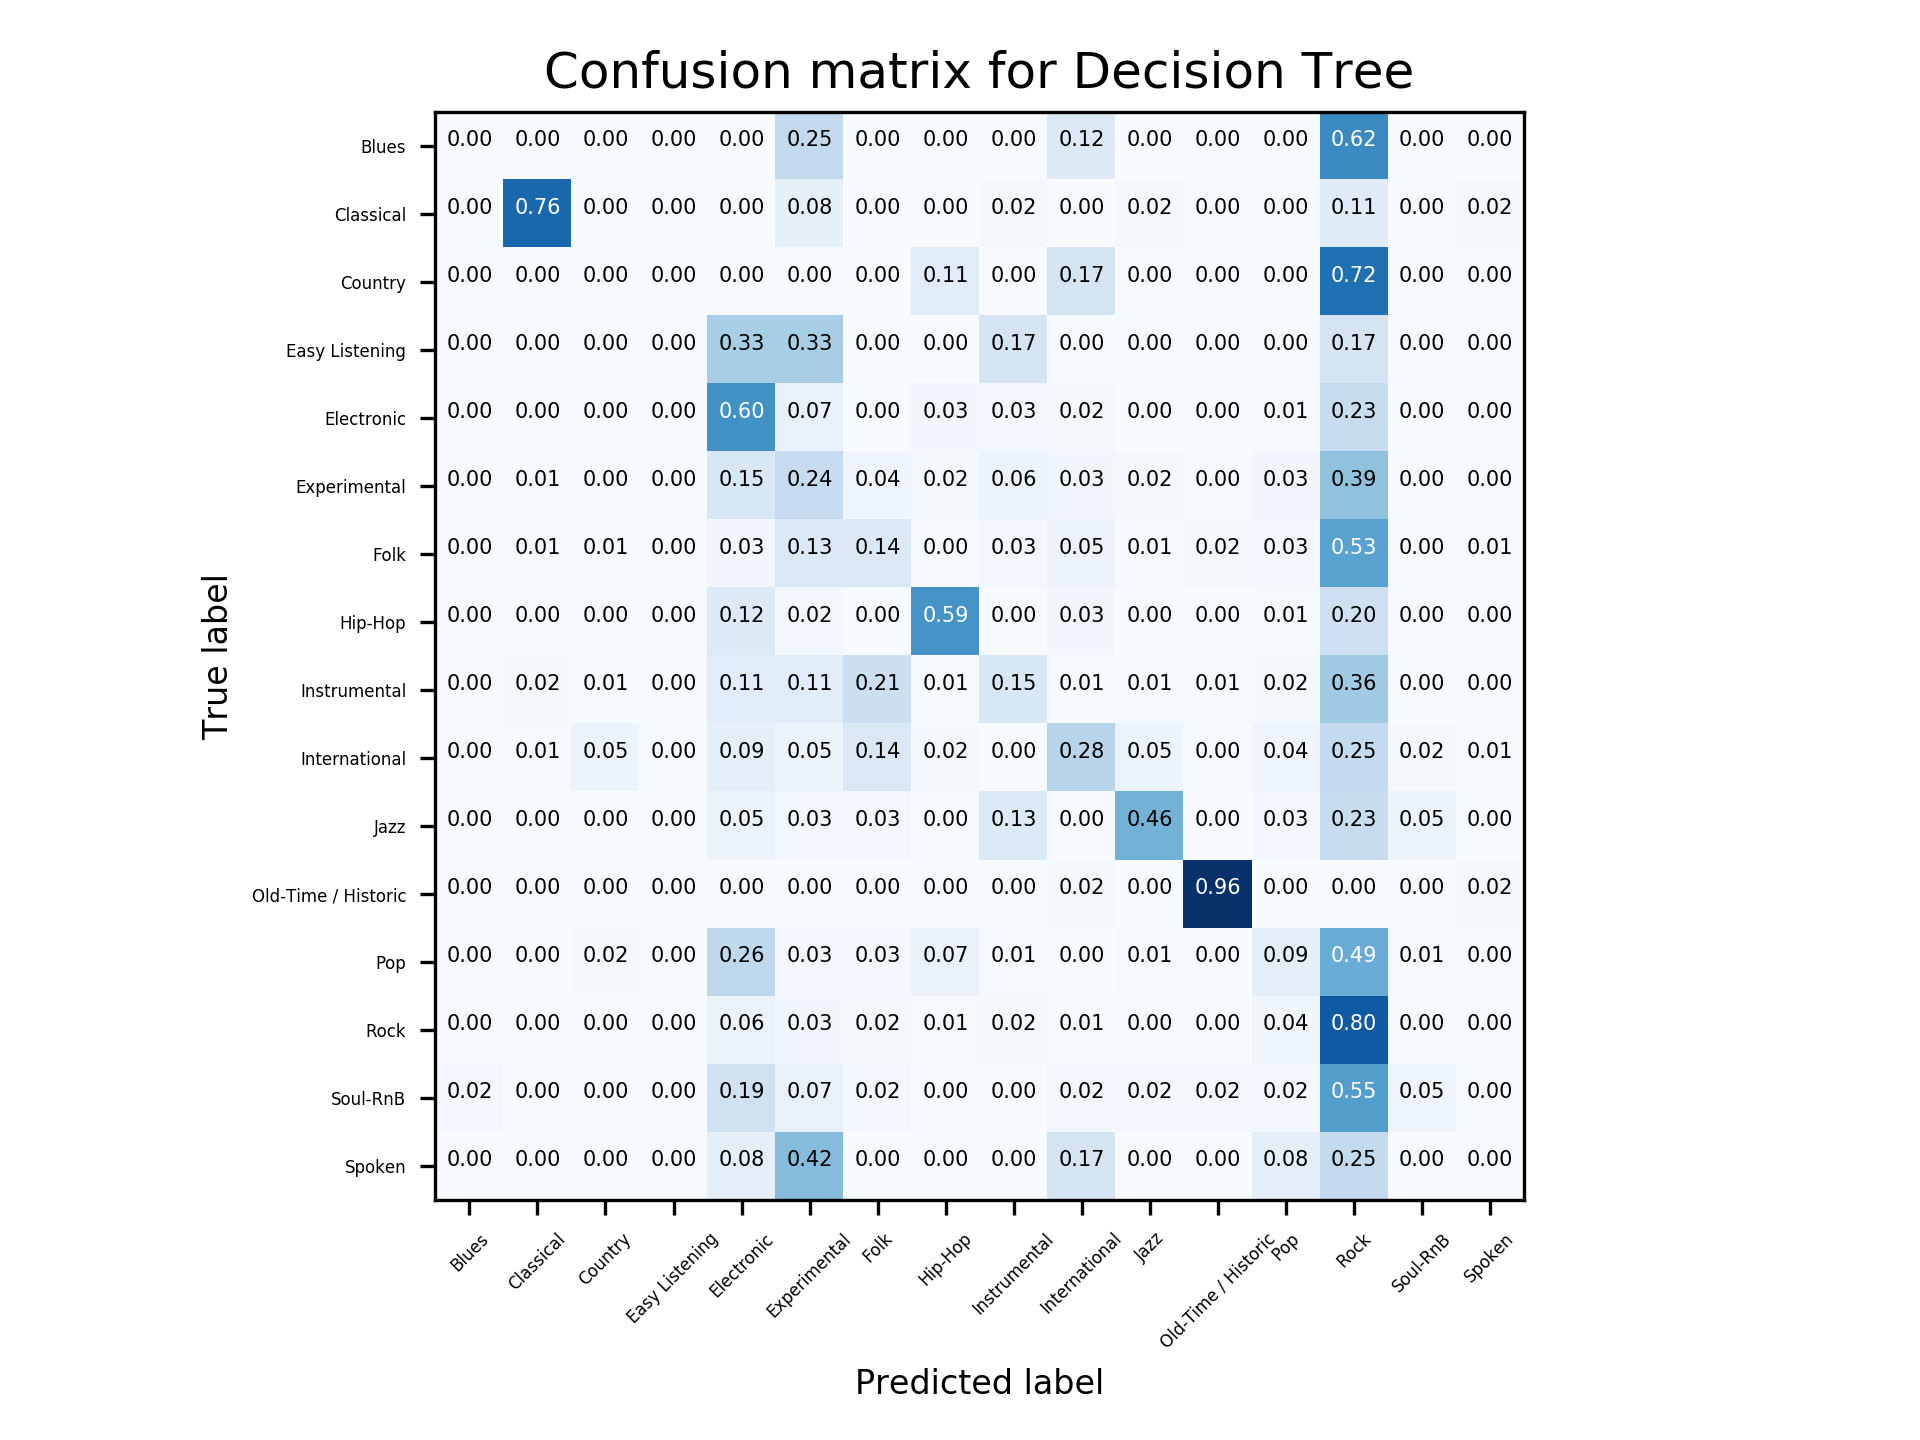 Confusion matrix for Decision Tree
True label
Blues 0.00 0.00 0.00 0.00 0.00 0.25 0.00 0.00 0.00 0.12 0.00 0.00 0.00 0.62 0.00 0.00
Classical 0.00 0.76 0.00 0.00 0.00 0.08 0.00 0.00 0.02 0.00 0.02 0.00 0.00 0.11 0.00 0.02
Country 0.00 0.00 0.00 0.00 0.00 0.00 0.00 0.11 0.00 0.17 0.00 0.00 0.00 0.72 0.00 0.00
Easy Listening 0.00 0.00 0.00 0.00 0.33 0.33 0.00 0.00 0.17 0.00 0.00 0.00 0.00 0.17 0.00 0.00
Electronic 0.00 0.00 0.00 0.00 0.60 0.07 0.00 0.03 0.03 0.02 0.00 0.00 0.01 0.23 0.00 0.00
Experimental 0.00 0.01 0.00 0.00 0.15 0.24 0.04 0.02 0.06 0.03 0.02 0.00 0.03 0.39 0.00 0.00
Folk 0.00 0.01 0.01 0.00 0.03 0.13 0.14 0.00 0.03 0.05 0.01 0.02 0.03 0.53 0.00 0.01
Hip-Hop 0.00 0.00 0.00 0.00 0.12 0.02 0.00 0.59 0.00 0.03 0.00 0.00 0.01 0.20 0.00 0.00
Instrumental 0.00 0.02 0.01 0.00 0.11 0.11 0.21 0.01 0.15 0.01 0.01 0.01 0.02 0.36 0.00 0.00
International 0.00 0.01 0.05 0.00 0.09 0.05 0.14 0.02 0.00 0.28 0.05 0.00 0.04 0.25 0.02 0.01
Jazz 0.00 0.00 0.00 0.00 0.05 0.03 0.03 0.00 0.13 0.00 0.46 0.00 0.03 0.23 0.05 0.00
Old-Time / Historic 0.00 0.00 0.00 0.00 0.00 0.00 0.00 0.00 0.00 0.02 0.00 0.96 0.00 0.00 0.00 0.02
Pop 0.00 0.00 0.02 0.00 0.26 0.03 0.03 0.07 0.01 0.00 0.01 0.00 0.09 0.49 0.01 0.00
Rock 0.00 0.00 0.00 0.00 0.06 0.03 0.02 0.01 0.02 0.01 0.00 0.00 0.04 0.80 0.00 0.00
Soul-RnB 0.02 0.00 0.00 0.00 0.19 0.07 0.02 0.00 0.00 0.02 0.02 0.02 0.02 0.55 0.05 0.00
Spoken 0.00 0.00 0.00 0.00 0.08 0.42 0.00 0.00 0.00 0.17 0.00 0.00 0.08 0.25 0.00 0.00
Blues Classical Country Easy Listening Electronic Experimental Folk Hip-Hop Instrumental International Jazz Old-Time / Historic Pop Rock Soul-RnB Spoken
Predicted label